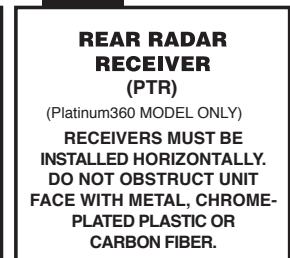 REAR RADAR
RECEIVER
(PTR)
(Platinum360 MODEL ONLY)
RECEIVERS MUST BE
INSTALLED HORIZONTALLY.
DO NOT OBSTRUCT UNIT
FACE WITH METAL, CHROME-
PLATED PLASTIC OR
CARBON FIBER.